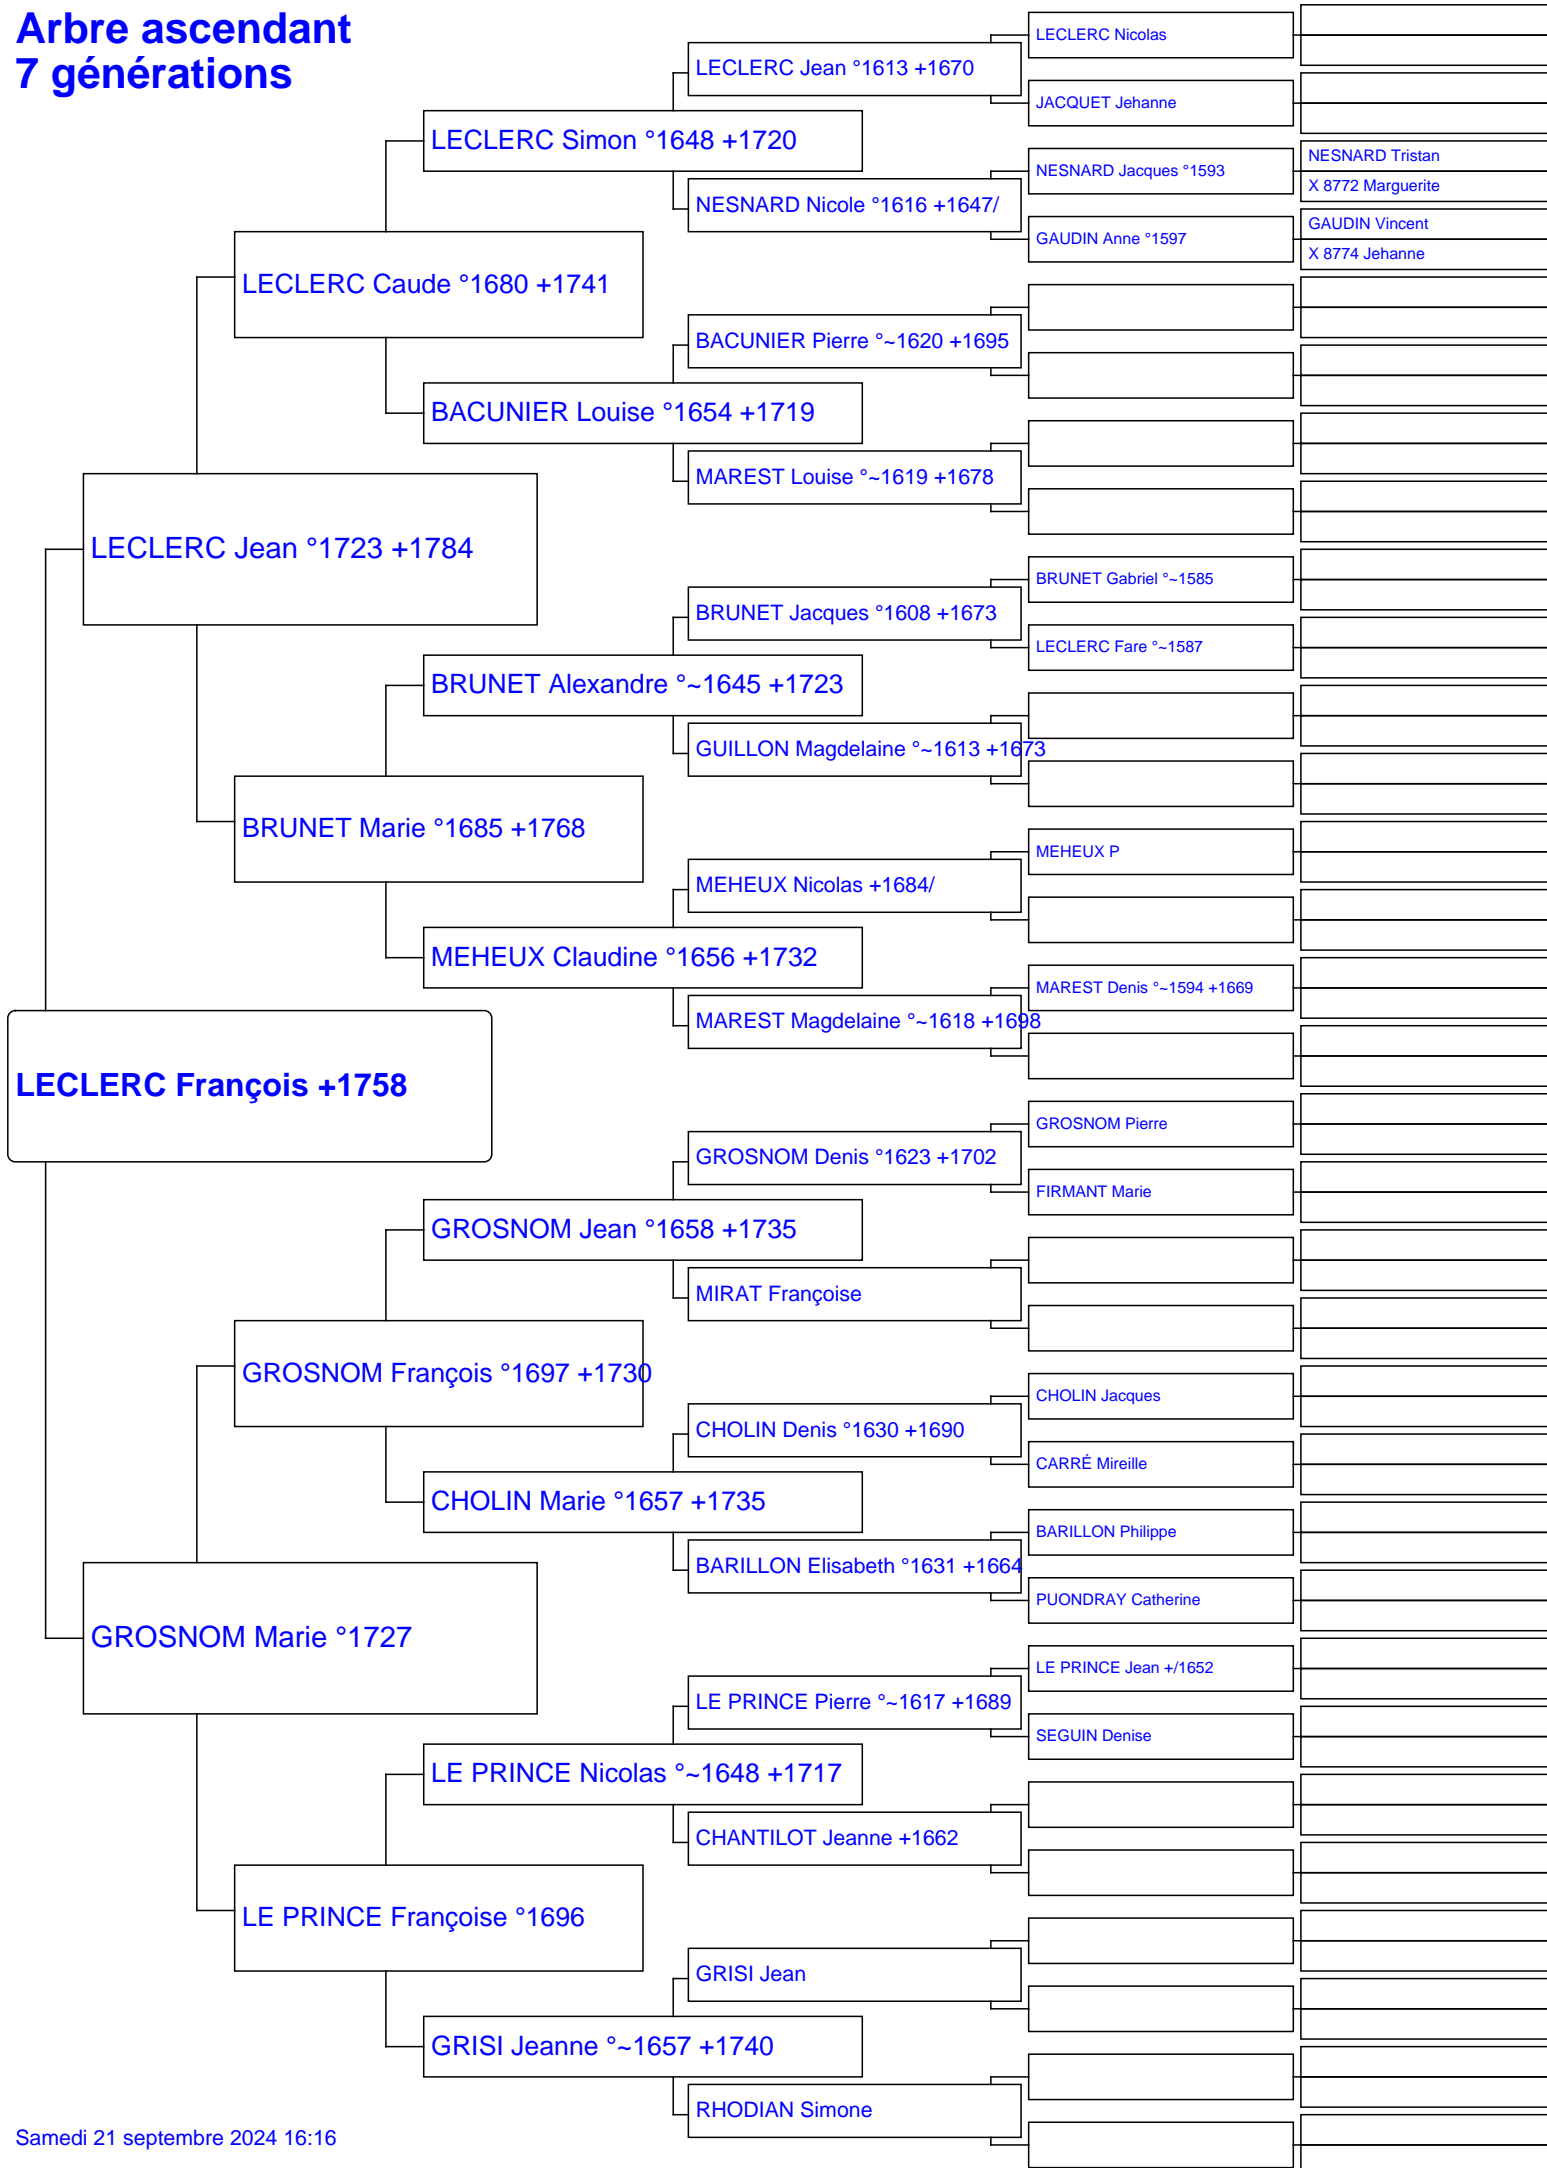 Arbre ascendant
7 générations
LECLERC François +1758
LECLERC Jean °1723 +1784
GROSNOM Marie °1727
LECLERC Caude °1680 +1741
BRUNET Marie °1685 +1768
GROSNOM François °1697 +1730
LE PRINCE Françoise °1696
LECLERC Simon °1648 +1720
BACUNIER Louise °1654 +1719
BRUNET Alexandre °~1645 +1723
MEHEUX Claudine °1656 +1732
GROSNOM Jean °1658 +1735
CHOLIN Marie °1657 +1735
LE PRINCE Nicolas °~1648 +1717
GRISI Jeanne °~1657 +1740
LECLERC Jean °1613 +1670
NESNARD Nicole °1616 +1647/
BACUNIER Pierre °~1620 +1695
MAREST Louise °~1619 +1678
BRUNET Jacques °1608 +1673
GUILLON Magdelaine °~1613 +1673
MEHEUX Nicolas +1684/
MAREST Magdelaine °~1618 +1698
GROSNOM Denis °1623 +1702
MIRAT Françoise
CHOLIN Denis °1630 +1690
BARILLON Elisabeth °1631 +1664
LE PRINCE Pierre °~1617 +1689
CHANTILOT Jeanne +1662
GRISI Jean
RHODIAN Simone
LECLERC Nicolas
JACQUET Jehanne
NESNARD Jacques °1593
GAUDIN Anne °1597
BRUNET Gabriel °~1585
LECLERC Fare °~1587
MEHEUX P
MAREST Denis °~1594 +1669
GROSNOM Pierre
FIRMANT Marie
CHOLIN Jacques
CARRÉ Mireille
BARILLON Philippe
PUONDRAY Catherine
LE PRINCE Jean +/1652
SEGUIN Denise
NESNARD Tristan
X 8772 Marguerite
GAUDIN Vincent
X 8774 Jehanne
Samedi 21 septembre 2024 16:16